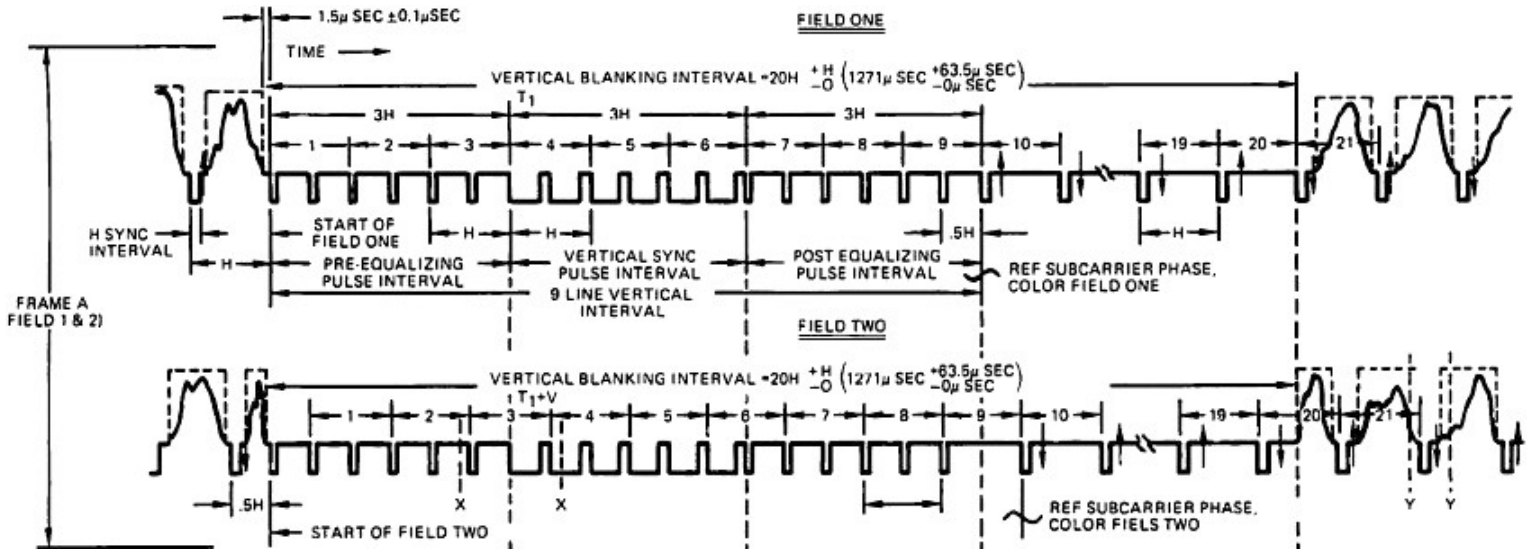 1.5µ SEC ±0.1µSEC
FIELD ONE
TIME
VERTICAL BLANKING INTERVAL =20H +H -O (1271µ SEC +63.5µ SEC -0µ SEC)
T1
3H 3H 3H
1 2 3 4 5 6 7 8 9 10 19 20 21
H SYNC
INTERVAL
H
START OF
FIELD ONE
H H .5H H
PRE-EQUALIZING
PULSE INTERVAL
VERTICAL SYNC
PULSE INTERVAL
POST EQUALIZING
PULSE INTERVAL
REF SUBCARRIER PHASE,
COLOR FIELD ONE
9 LINE VERTICAL
INTERVAL
FRAME A
FIELD 1 & 2)
FIELD TWO
VERTICAL BLANKING INTERVAL =20H +H -O (1271µ SEC +63.5µ SEC -0µ SEC)
T1+V
1 2 3 4 5 6 7 8 9 10 19 20 21
.5H
X X
Y Y
START OF FIELD TWO
REF SUBCARRIER PHASE,
COLOR FIELS TWO